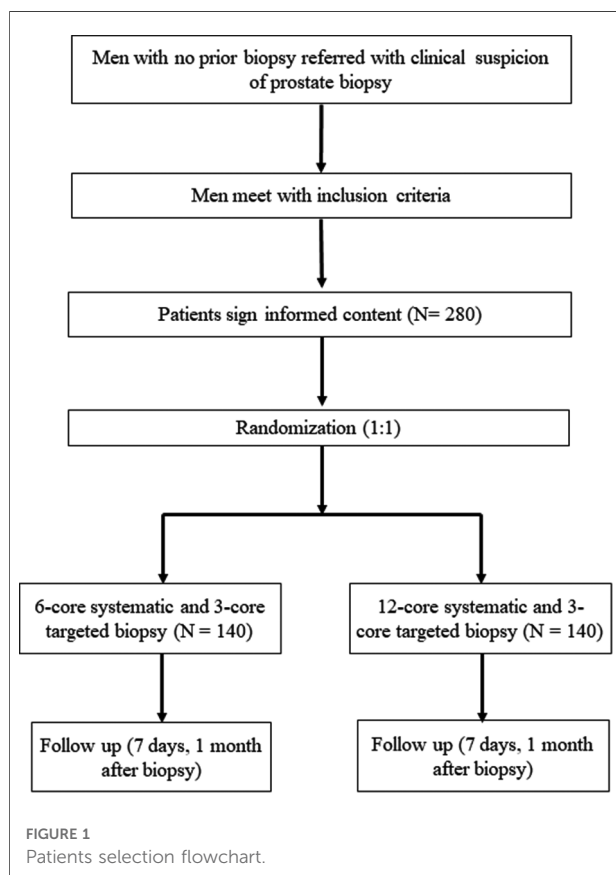 Men with no prior biopsy referred with clinical suspicion
of prostate biopsy
Men meet with inclusion criteria
Patients sign informed content (N= 280)
Randomization (1:1)
6-core systematic and 3-core
targeted biopsy (N = 140)
12-core systematic and 3-
core targeted biopsy (N = 140)
Follow up (7 days, 1 month
after biopsy)
Follow up (7 days, 1 month
after biopsy)
FIGURE 1
Patients selection flowchart.